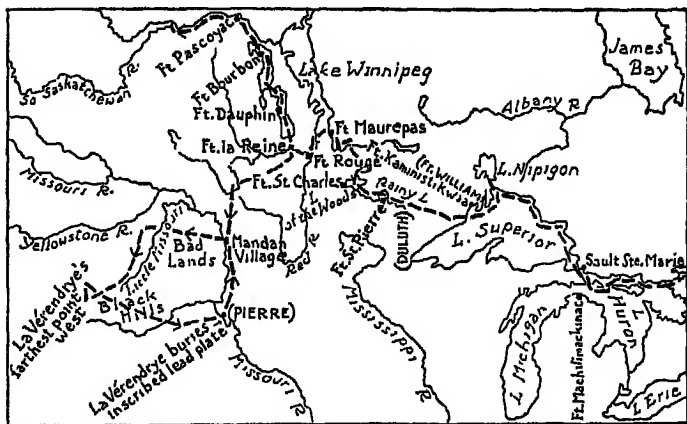 James
Bay
Ft. Pascoyac
So. Saskatchewan R.
Ft. Bourbon
Lake Winnipeg
Albany R
Ft. Dauphin
Ft. Maurepas
Ft. la Reine
Ft Rouge
Ft. Kaministikwia
(Ft. WILLIAM)
L. Nipigon
Missouri R.
Ft. St. Charles
L. of the Woods
Rainy L
Yellowstone R.
Little Missouri
Bad
Lands
Mandan
Village
Red R
Ft. St. Pierre
(DULUTH)
L. Superior
Sault Ste. Marie
La Vérendrye's
farthest point
west
Black
Hills
(PIERRE)
La Vérendrye buries
inscribed lead plate
Missouri R
Mississippi R
L Michigan
Ft. Machilimackinac
L Huron
L Erie